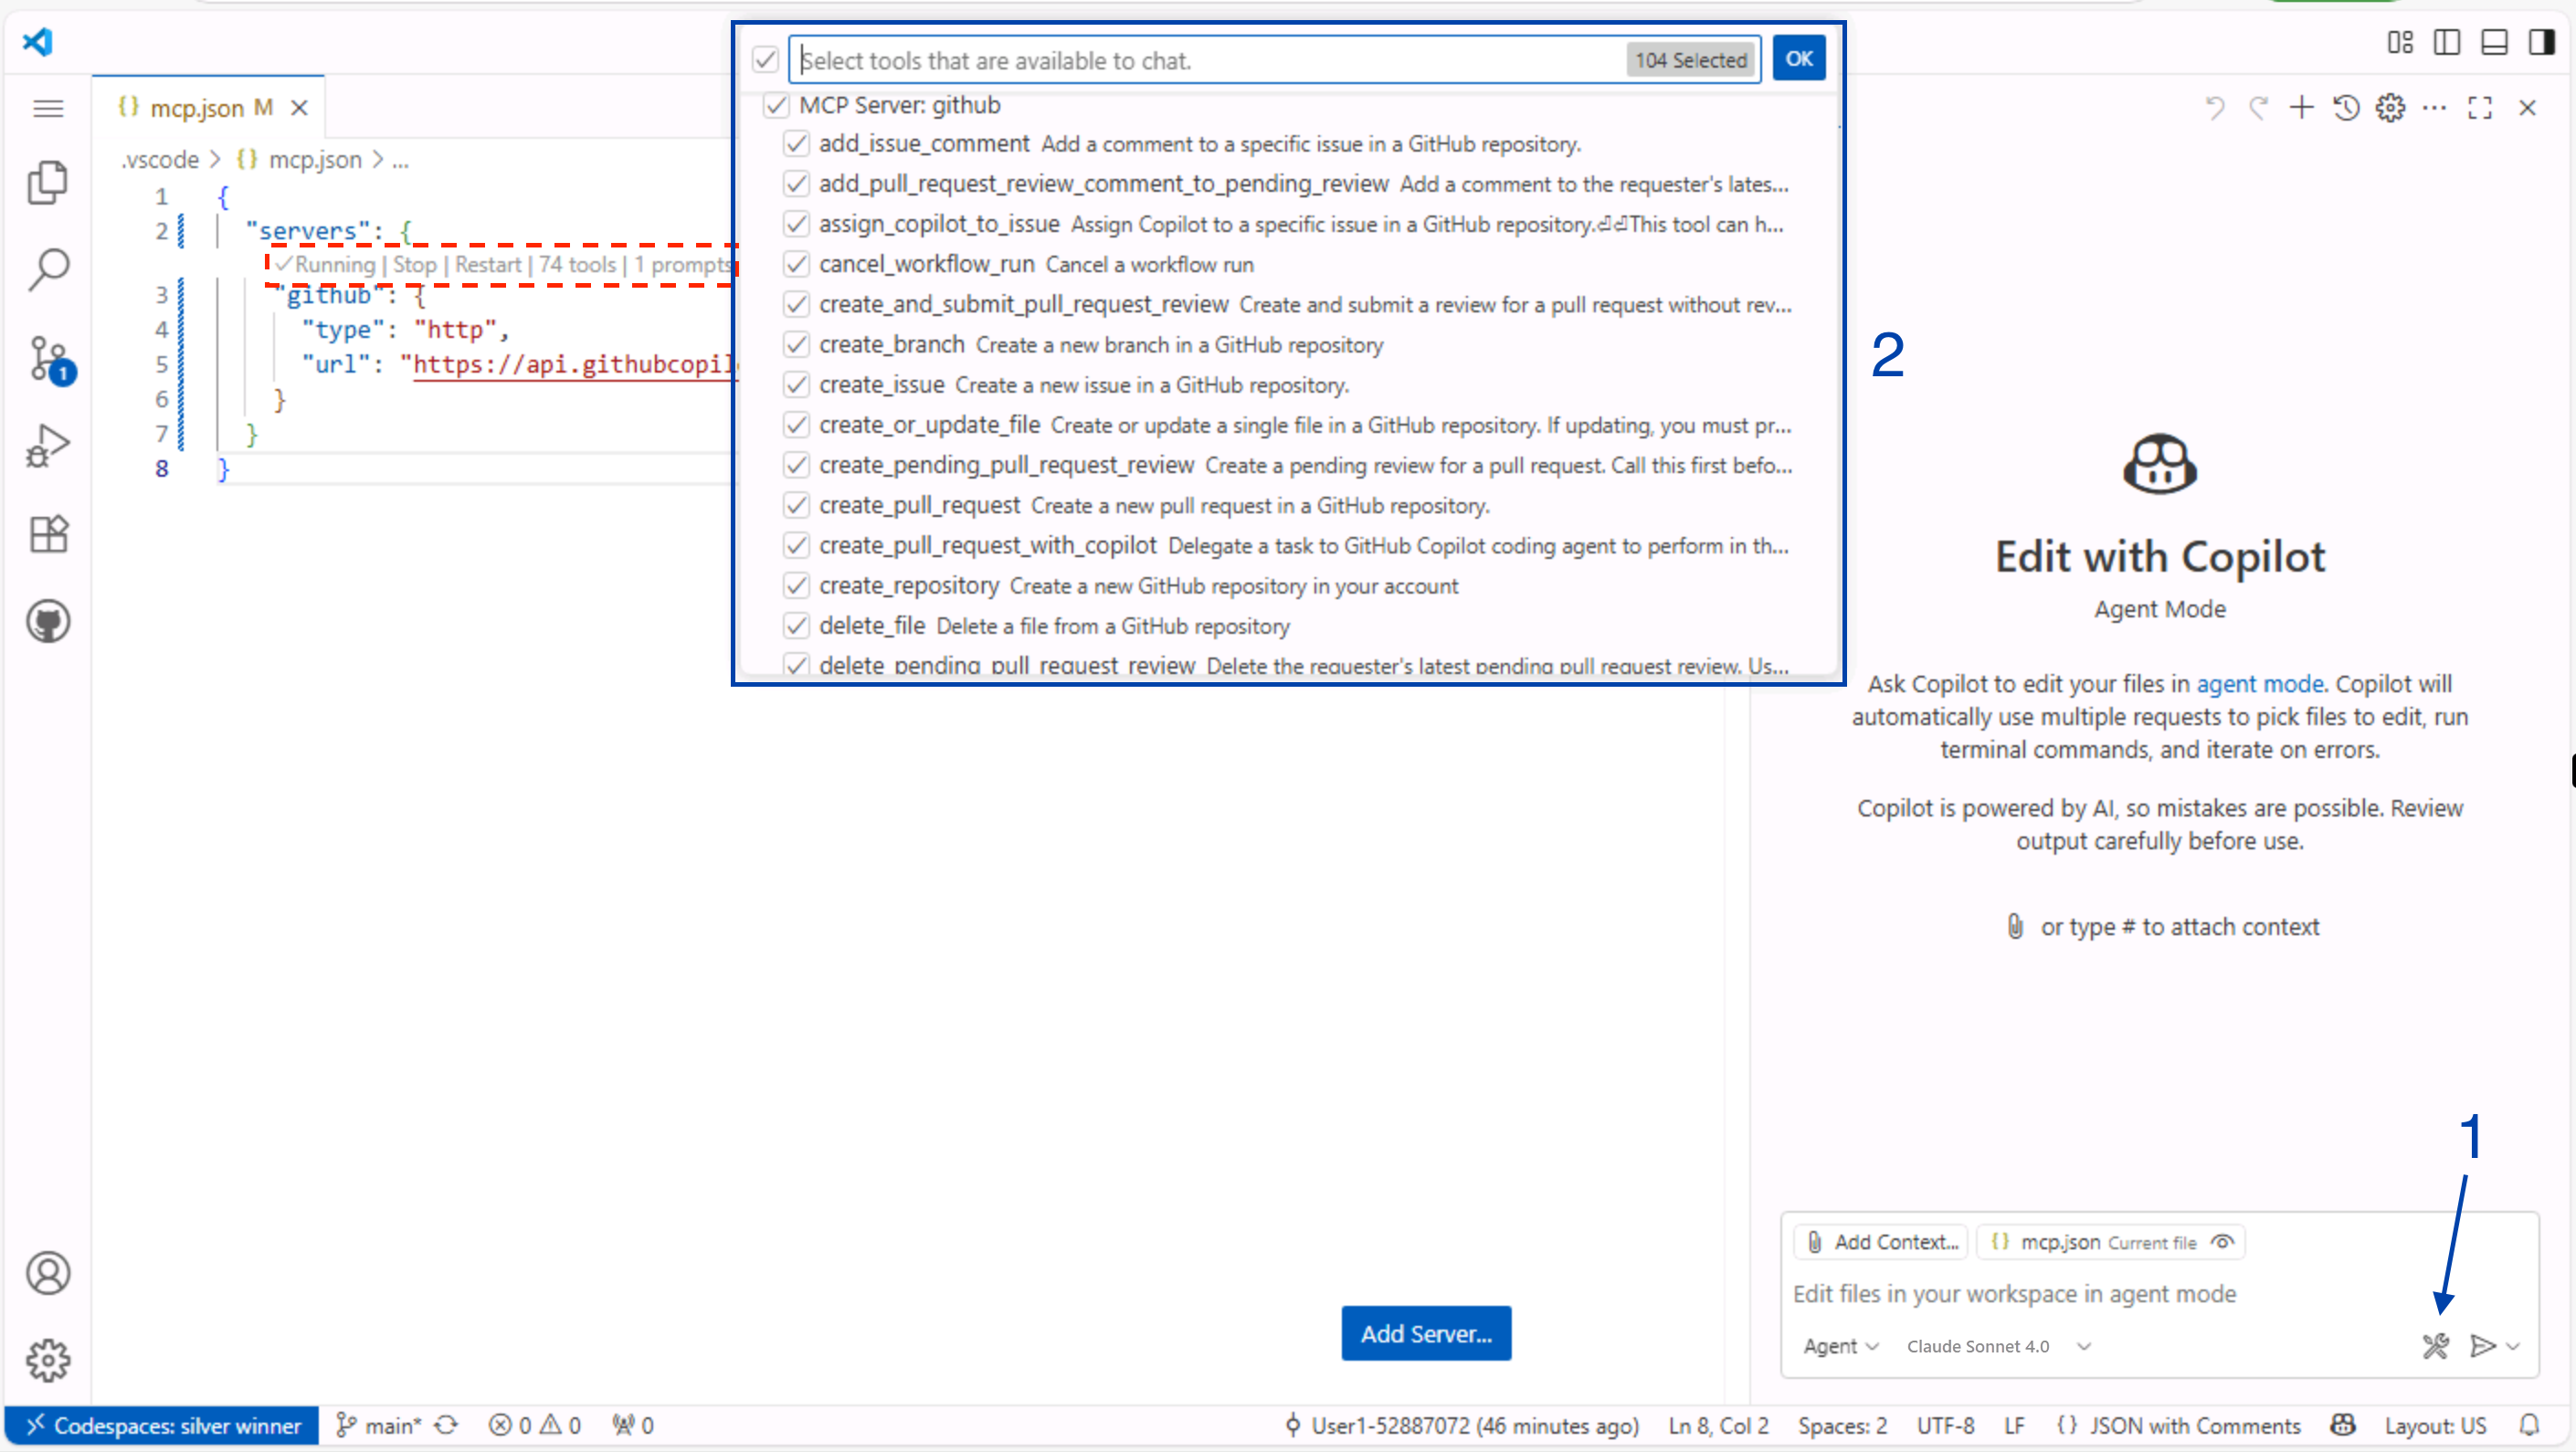 Select tools that are available to chat.
104 Selected
OK
MCP Server: github
add_issue_comment Add a comment to a specific issue in a GitHub repository.
add_pull_request_review_comment_to_pending_review Add a comment to the requester's lates...
assign_copilot_to_issue Assign Copilot to a specific issue in a GitHub repository.⏎⏎This tool can h...
cancel_workflow_run Cancel a workflow run
create_and_submit_pull_request_review Create and submit a review for a pull request without rev...
create_branch Create a new branch in a GitHub repository
create_issue Create a new issue in a GitHub repository.
create_or_update_file Create or update a single file in a GitHub repository. If updating, you must pr...
create_pending_pull_request_review Create a pending review for a pull request. Call this first befo...
create_pull_request Create a new pull request in a GitHub repository.
create_pull_request_with_copilot Delegate a task to GitHub Copilot coding agent to perform in th...
create_repository Create a new GitHub repository in your account
delete_file Delete a file from a GitHub repository
delete_pending_pull_request_review Delete the requester's latest pending pull request review. Us...
2
mcp.json M
.vscode > {} mcp.json > ...
1 {
2 "servers": {
✓Running | Stop | Restart | 74 tools | 1 prompts
3 "github": {
4 "type": "http",
5 "url": "https://api.githubcopil
6 }
7 }
8 }
1
Edit with Copilot
Agent Mode
Ask Copilot to edit your files in agent mode. Copilot will
automatically use multiple requests to pick files to edit, run
terminal commands, and iterate on errors.
Copilot is powered by AI, so mistakes are possible. Review
output carefully before use.
or type # to attach context
1
Add Context...
{} mcp.json Current file
Edit files in your workspace in agent mode
Agent
Claude Sonnet 4.0
Add Server...
Codespaces: silver winner
main*
0
0
0
User1-52887072 (46 minutes ago)
Ln 8, Col 2
Spaces: 2
UTF-8
LF
{} JSON with Comments
Layout: US